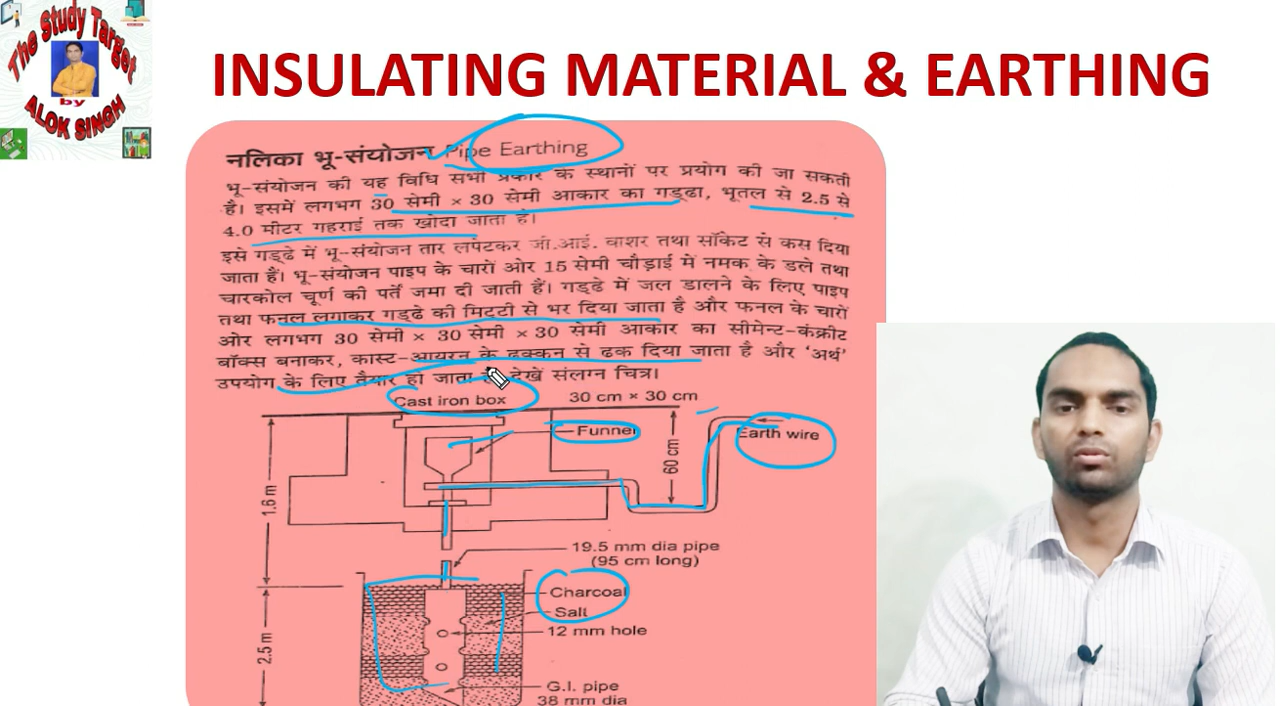 The Study Target
by
ALOK SINGH
INSULATING MATERIAL & EARTHING
नलिका भू-संयोजन Pipe Earthing
भू-संयोजन की यह विधि सभी प्रकार के स्थानों पर प्रयोग की जा सकती
है। इसमें लगभग 30 सेमी × 30 सेमी आकार का गड्ढा, भूतल से 2.5 से
4.0 मीटर गहराई तक खोदा जाता है।
इसे गड्ढे में भू-संयोजन तार लपेटकर जी.आई. वाशर तथा सॉकेट से कस दिया
जाता हैं। भू-संयोजन पाइप के चारों ओर 15 सेमी चौड़ाई में नमक के डले तथा
चारकोल चूर्ण की पर्तें जमा दी जाती हैं। गड्ढे में जल डालने के लिए पाइप
तथा फनल लगाकर गड्ढे को मिट्टी से भर दिया जाता है और फनल के चारों
ओर लगभग 30 सेमी × 30 सेमी × 30 सेमी आकार का सीमेन्ट-कंक्रीट
बॉक्स बनाकर, कास्ट-आयरन के ढक्कन से ढक दिया जाता है और 'अर्थ'
उपयोग के लिए तैयार हो जाता है देखें संलग्न चित्र।
Cast iron box 30 cm × 30 cm
Funnel
Earth wire
60 cm
1.6 m
19.5 mm dia pipe
(95 cm long)
Charcoal
Salt
12 mm hole
2.5 m
G.I. pipe
38 mm dia